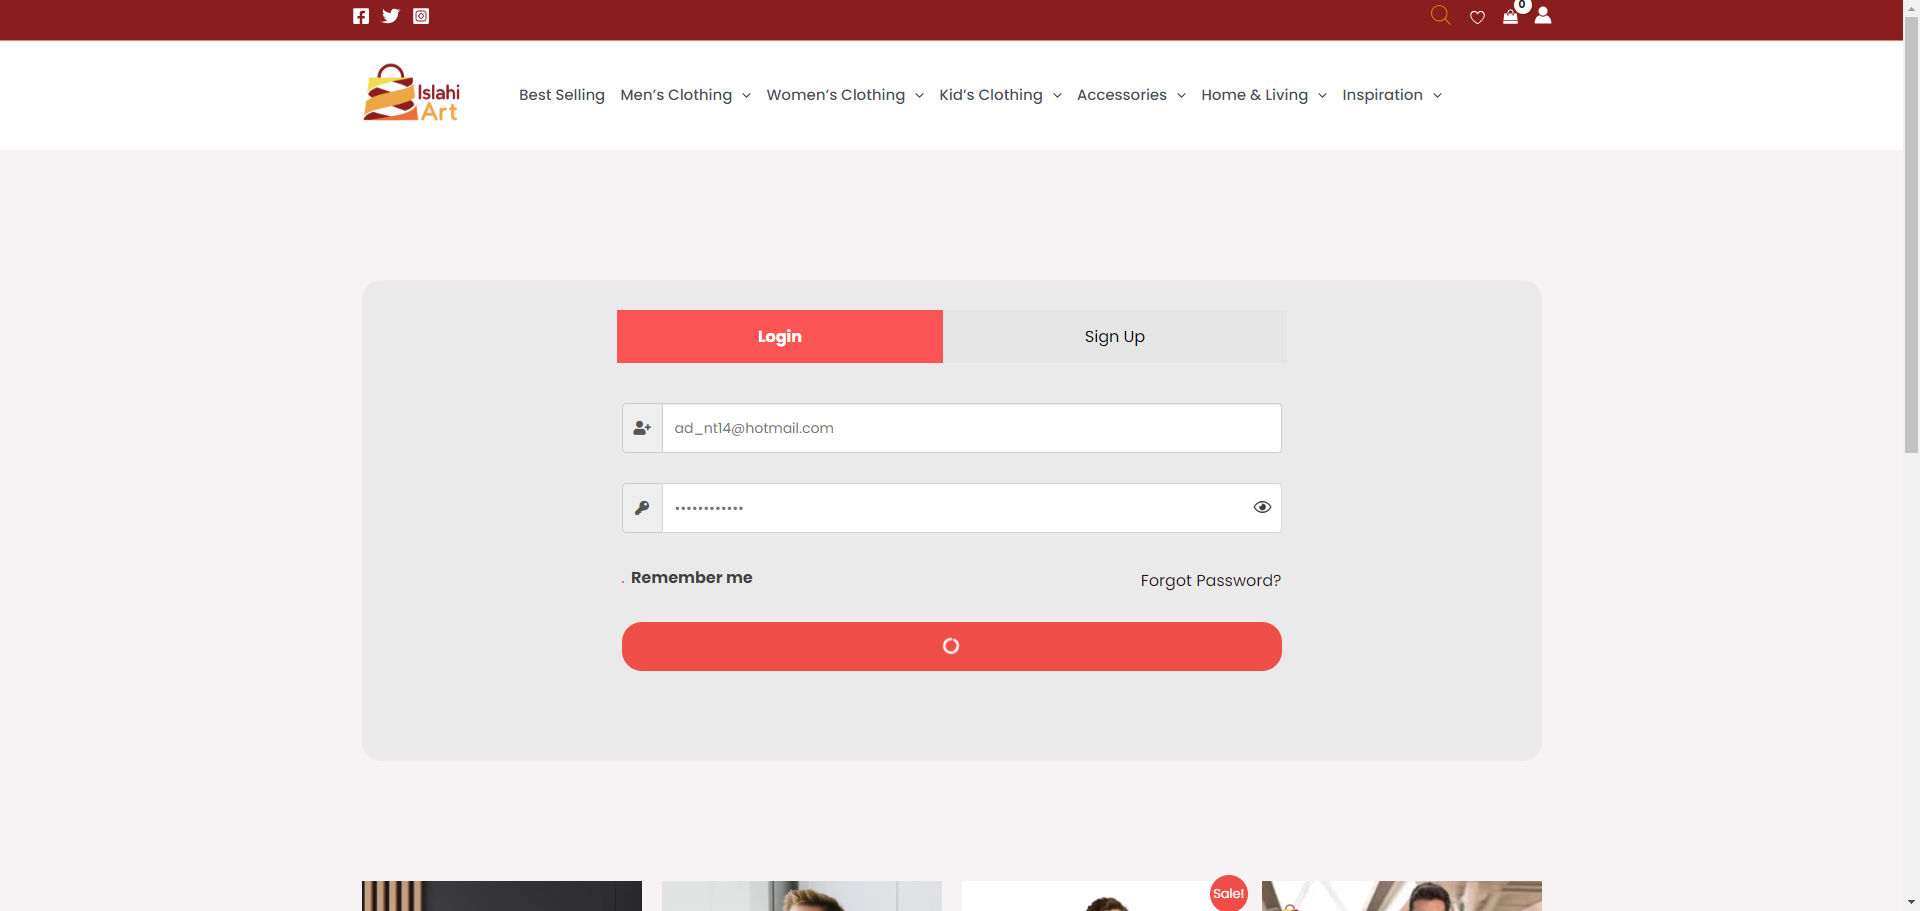 0
Islahi
Art
Best Selling Men's Clothing Women's Clothing Kid's Clothing Accessories Home & Living Inspiration
Login Sign Up
ad_nt14@hotmail.com
••••••••••••
Remember me Forgot Password?
Sale!